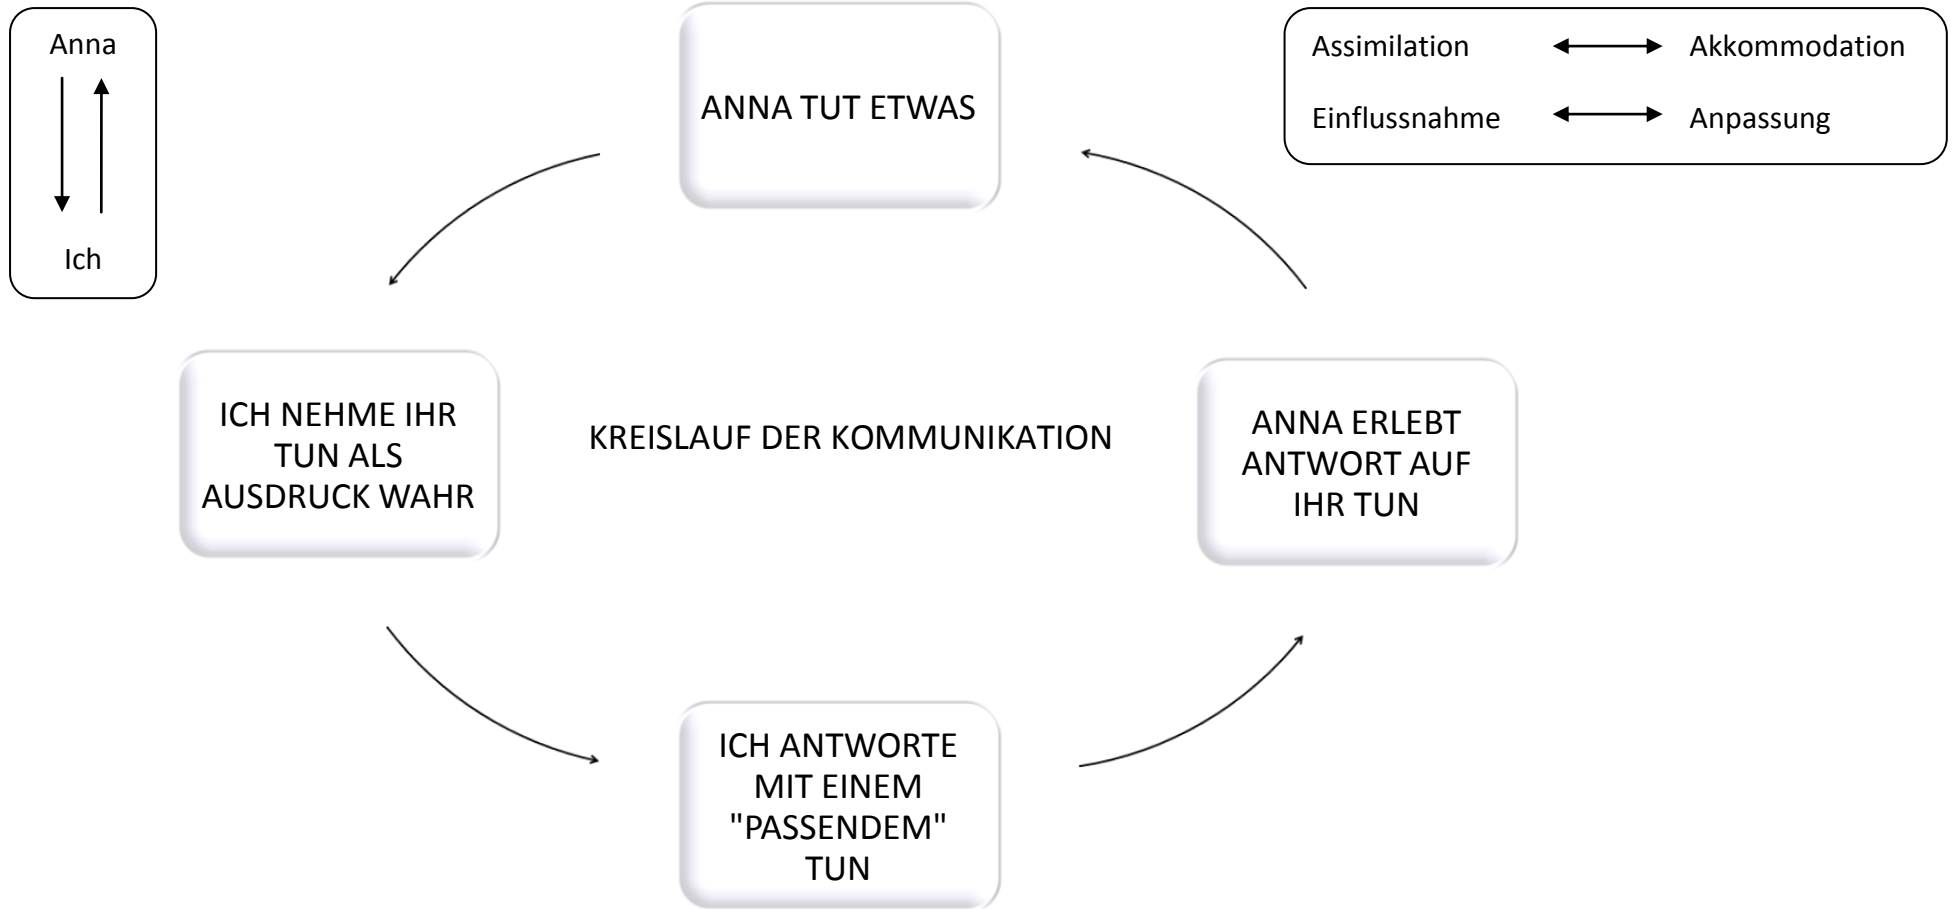 Anna
Ich
ANNA TUT ETWAS
Assimilation Akkommodation
Einflussnahme Anpassung
ICH NEHME IHR
TUN ALS
AUSDRUCK WAHR
KREISLAUF DER KOMMUNIKATION
ANNA ERLEBT
ANTWORT AUF
IHR TUN
ICH ANTWORTE
MIT EINEM
"PASSENDEM"
TUN